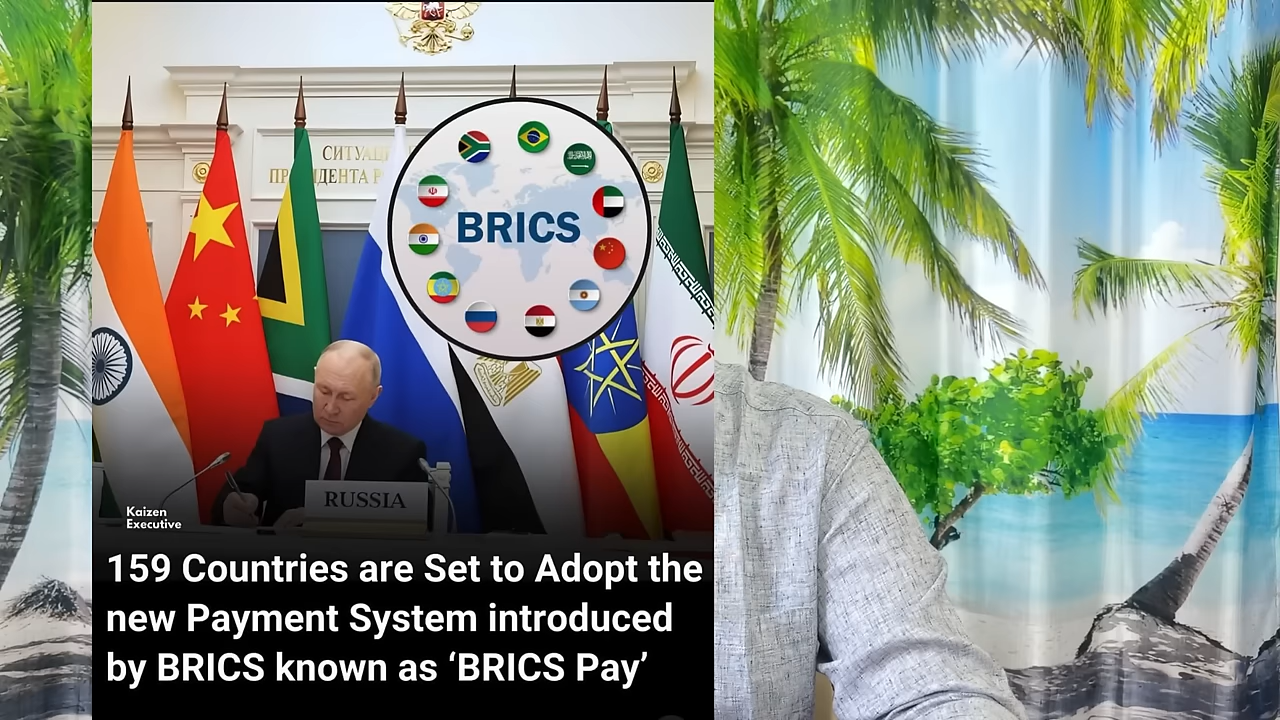 СИТУАЦ
ПРЕЗИДЕНТА Р
BRICS
RUSSIA
Kaizen
Executive
159 Countries are Set to Adopt the
new Payment System introduced
by BRICS known as ‘BRICS Pay’